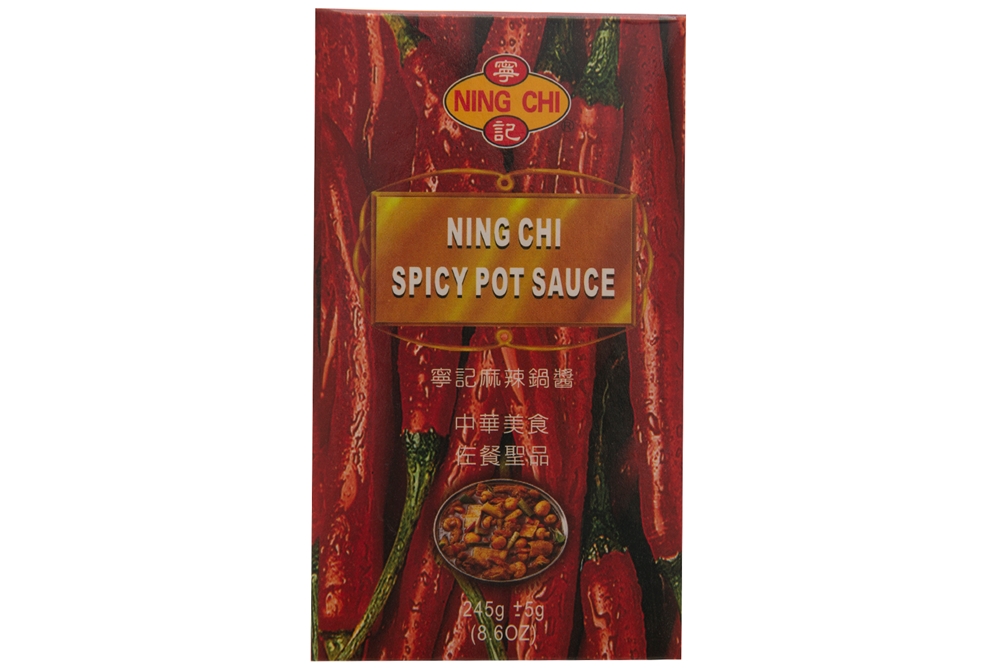 寧
NING CHI
記
NING CHI
SPICY POT SAUCE
寧記麻辣鍋醬
中華美食
佐餐聖品
245g ±5g
(8.6OZ)